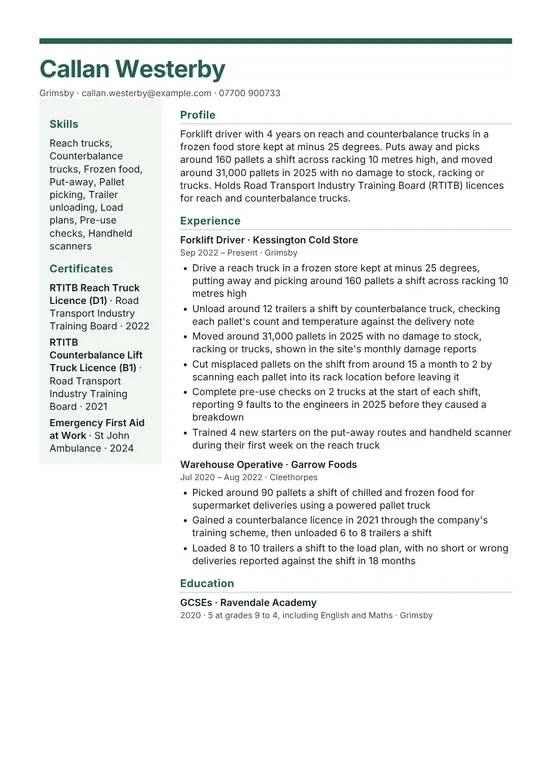 Callan Westerby
Grimsby · callan.westerby@example.com · 07700 900733
Skills
Reach trucks,
Counterbalance
trucks, Frozen food,
Put-away, Pallet
picking, Trailer
unloading, Load
plans, Pre-use
checks, Handheld
scanners
Certificates
RTITB Reach Truck
Licence (D1) · Road
Transport Industry
Training Board · 2022
RTITB
Counterbalance Lift
Truck Licence (B1) ·
Road Transport
Industry Training
Board · 2021
Emergency First Aid
at Work · St John
Ambulance · 2024
Profile
Forklift driver with 4 years on reach and counterbalance trucks in a
frozen food store kept at minus 25 degrees. Puts away and picks
around 160 pallets a shift across racking 10 metres high, and moved
around 31,000 pallets in 2025 with no damage to stock, racking or
trucks. Holds Road Transport Industry Training Board (RTITB) licences
for reach and counterbalance trucks.
Experience
Forklift Driver · Kessington Cold Store
Sep 2022 – Present · Grimsby
• Drive a reach truck in a frozen store kept at minus 25 degrees,
putting away and picking around 160 pallets a shift across racking 10
metres high
• Unload around 12 trailers a shift by counterbalance truck, checking
each pallet's count and temperature against the delivery note
• Moved around 31,000 pallets in 2025 with no damage to stock,
racking or trucks, shown in the site's monthly damage reports
• Cut misplaced pallets on the shift from around 15 a month to 2 by
scanning each pallet into its rack location before leaving it
• Complete pre-use checks on 2 trucks at the start of each shift,
reporting 9 faults to the engineers in 2025 before they caused a
breakdown
• Trained 4 new starters on the put-away routes and handheld scanner
during their first week on the reach truck
Warehouse Operative · Garrow Foods
Jul 2020 – Aug 2022 · Cleethorpes
• Picked around 90 pallets a shift of chilled and frozen food for
supermarket deliveries using a powered pallet truck
• Gained a counterbalance licence in 2021 through the company's
training scheme, then unloaded 6 to 8 trailers a shift
• Loaded 8 to 10 trailers a shift to the load plan, with no short or wrong
deliveries reported against the shift in 18 months
Education
GCSEs · Ravendale Academy
2020 · 5 at grades 9 to 4, including English and Maths · Grimsby